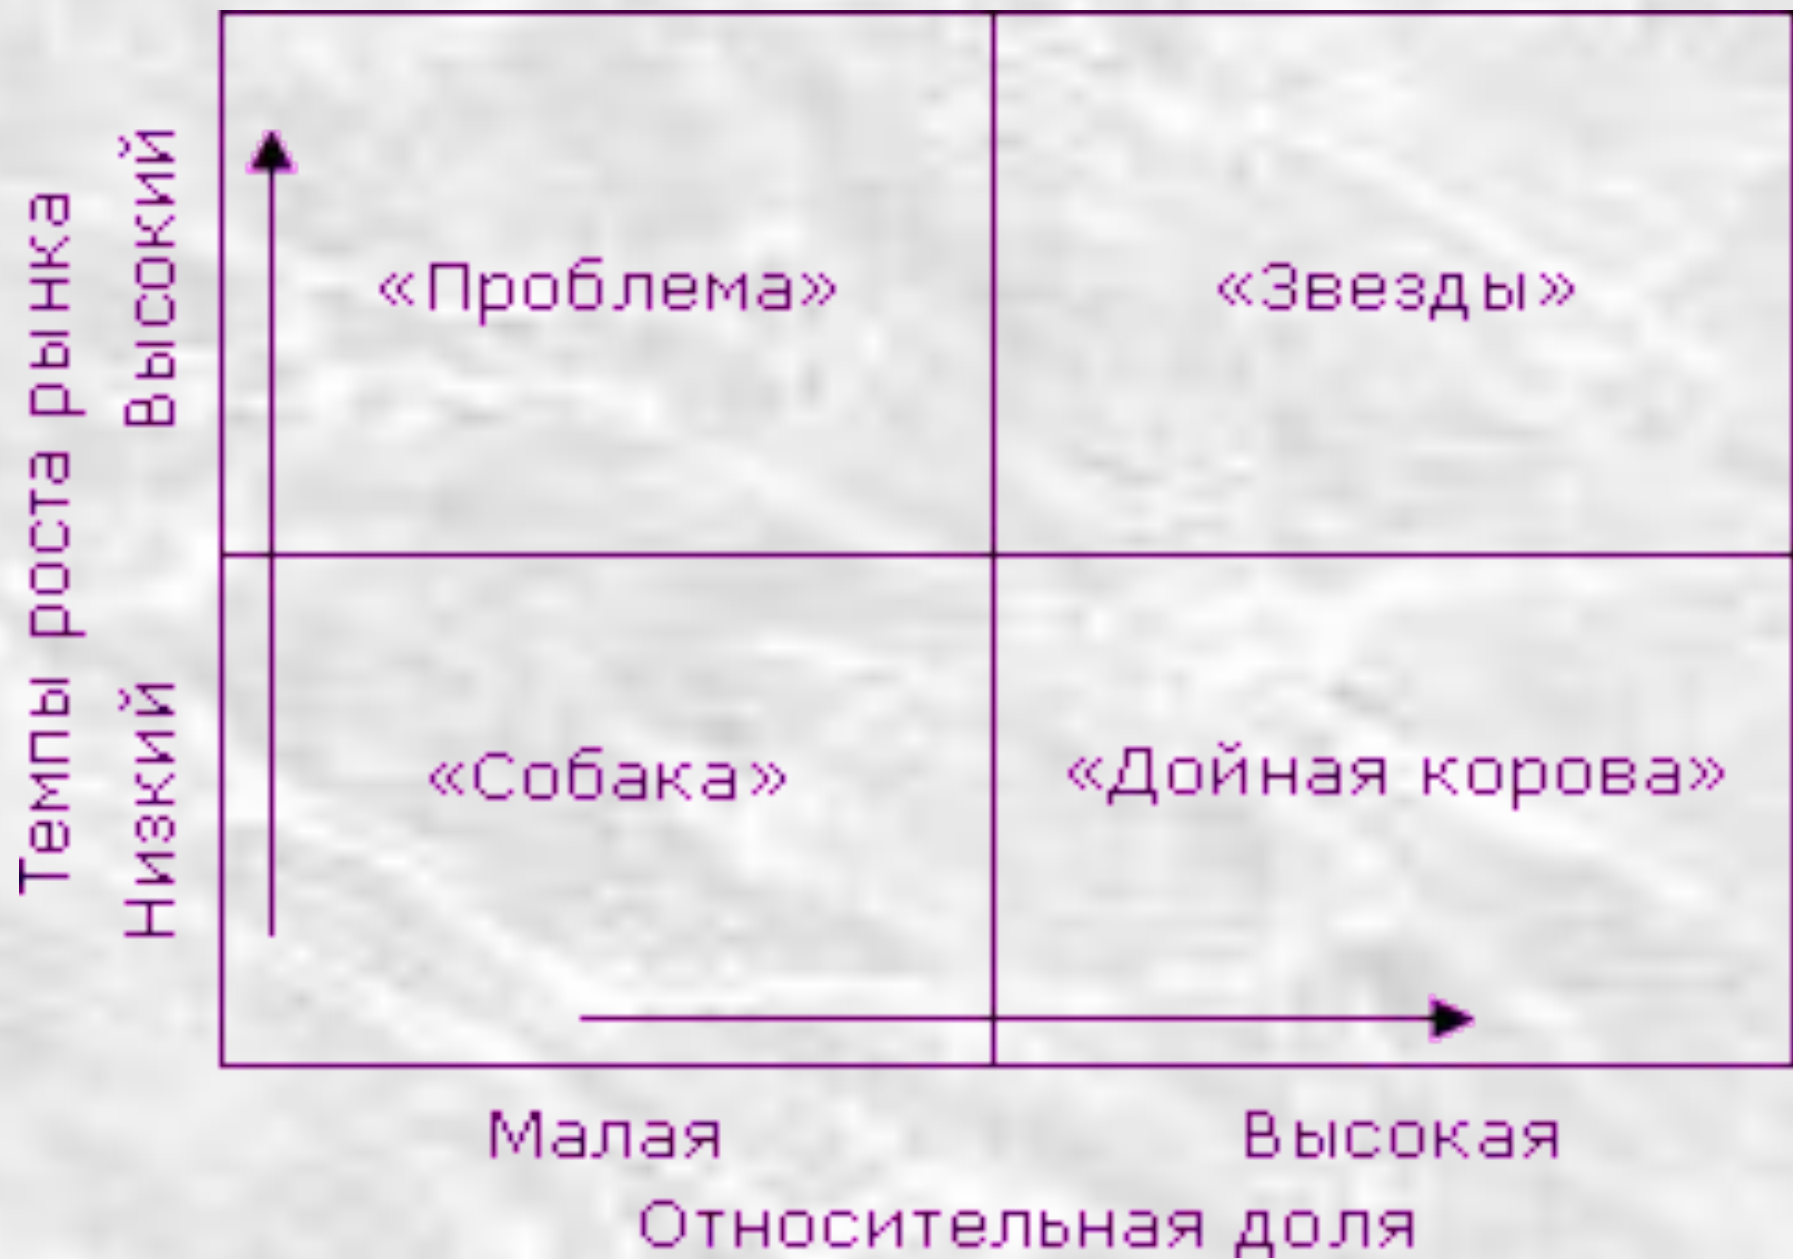 Темпы роста рынка
Высокий
Низкий
«Проблема»
«Звезды»
«Собака»
«Дойная корова»
Малая
Высокая
Относительная доля